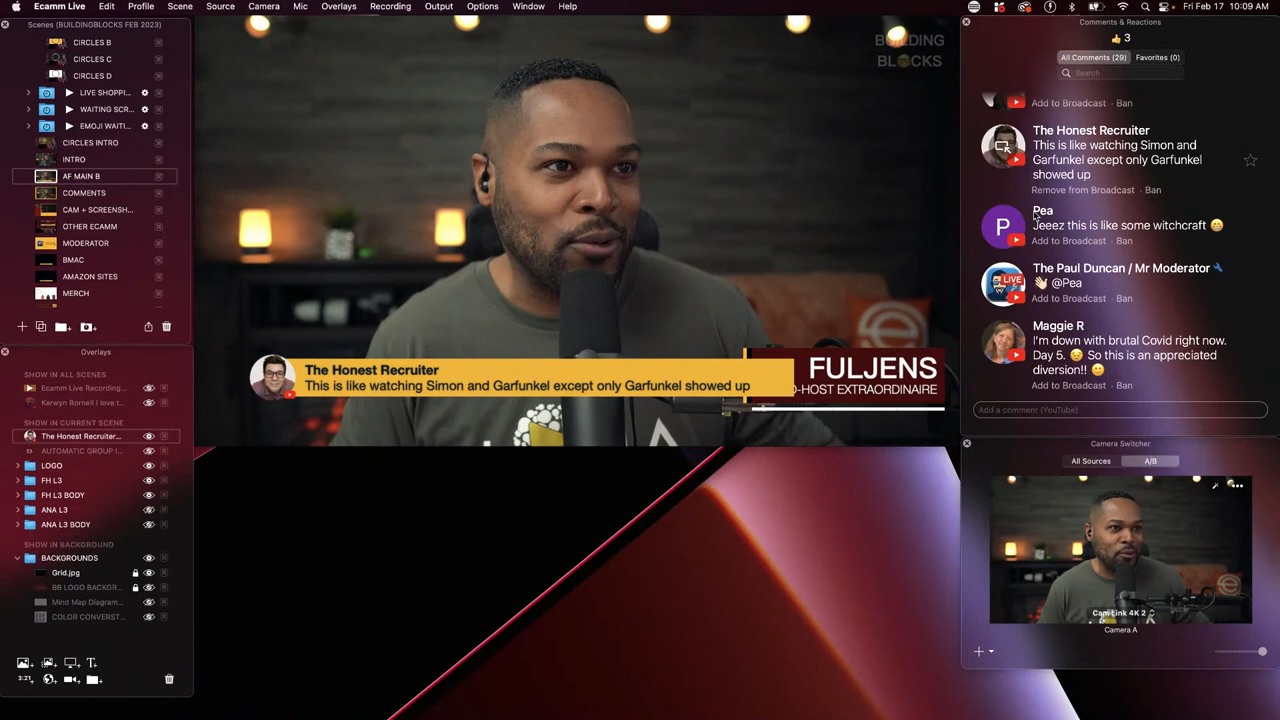 Ecamm Live Edit Profile Scene Source Camera Mic Overlays Recording Output Options Window Help
Fri Feb 17 10:09 AM
Scenes (BUILDINGBLOCKS FEB 2023)
CIRCLES B
CIRCLES C
CIRCLES D
LIVE SHOPPI...
WAITING SCR...
EMOJI WAITI...
CIRCLES INTRO
INTRO
AF MAIN B
COMMENTS
CAM + SCREENSH...
OTHER ECAMM
MODERATOR
BMAC
AMAZON SITES
MERCH
Overlays
SHOW IN ALL SCENES
Ecamm Live Recording...
Kerwyn Bornell I love t...
SHOW IN CURRENT SCENE
The Honest Recruiter...
AUTOMATIC GROUP I...
LOGO
FH L3
FH L3 BODY
ANA L3
ANA L3 BODY
SHOW IN BACKGROUND
BACKGROUNDS
Grid.jpg
BB LOGO BACKGR...
Mind Map Diagram...
COLOR CONVERST...
3:21
BUILDING
BLOCKS
The Honest Recruiter
This is like watching Simon and Garfunkel except only Garfunkel showed up
FULJENS
O-HOST EXTRAORDINAIRE
Comments & Reactions
👍 3
All Comments (29) Favorites (0)
Search
Add to Broadcast - Ban
The Honest Recruiter
This is like watching Simon and
Garfunkel except only Garfunkel
showed up
Remove from Broadcast - Ban
P
Pea
Jeeez this is like some witchcraft 😬
Add to Broadcast - Ban
LIVE
The Paul Duncan / Mr Moderator 🔧
👋🏻 @Pea
Add to Broadcast - Ban
Maggie R
I'm down with brutal Covid right now.
Day 5. 😟 So this is an appreciated
diversion!! 🙂
Add to Broadcast - Ban
Add a comment (YouTube)
Camera Switcher
All Sources A/B
Cam Link 4K 2
Camera A